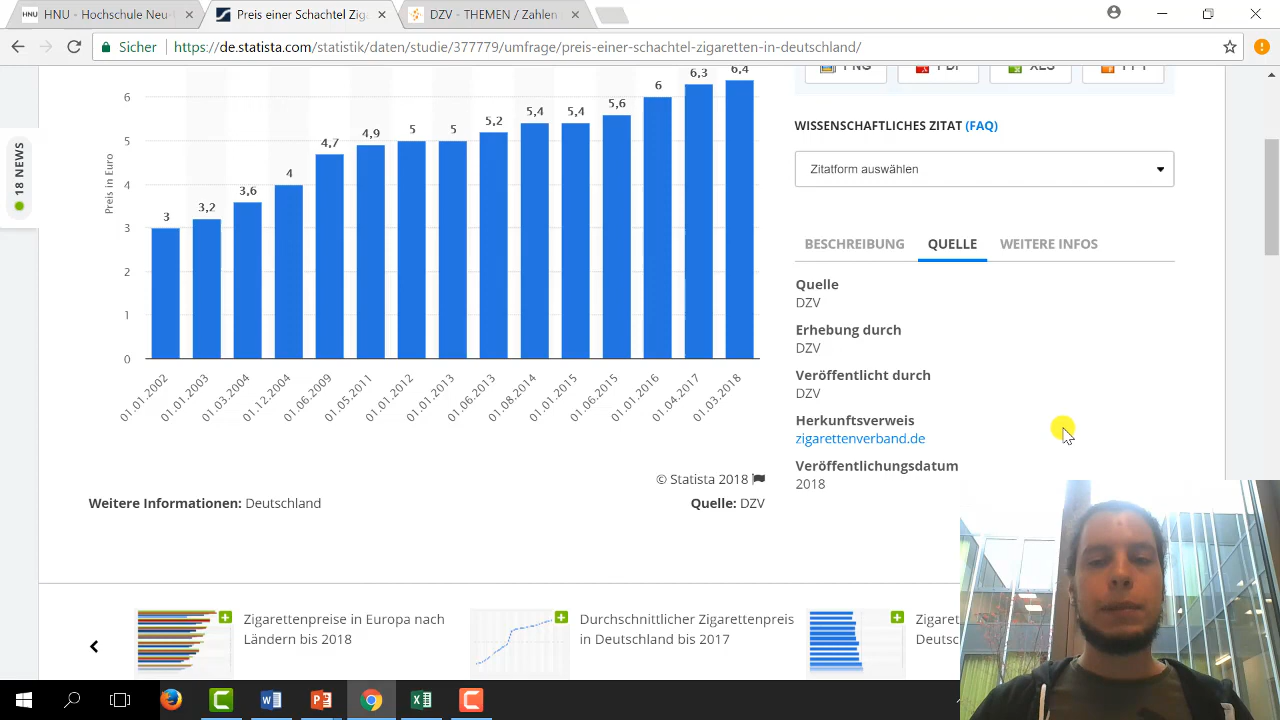 HNU - Hochschule Neu-
Preis einer Schachtel Zig
DZV - THEMEN / Zahlen
Sicher
https://de.statista.com/statistik/daten/studie/377779/umfrage/preis-einer-schachtel-zigaretten-in-deutschland/
18 NEWS
Preis in Euro
6
5
4
3
2
1
0
3
3,2
3,6
4
4,7
4,9
5
5
5,2
5,4
5,4
5,6
6
6,3
6,4
01.01.2002
01.01.2003
01.03.2004
01.12.2004
01.06.2009
01.05.2011
01.01.2012
01.01.2013
01.06.2013
01.08.2014
01.01.2015
01.06.2015
01.01.2016
01.04.2017
01.03.2018
© Statista 2018
Weitere Informationen: Deutschland
Quelle: DZV
PNG
PDF
XLS
PPT
WISSENSCHAFTLICHES ZITAT (FAQ)
Zitatform auswählen
BESCHREIBUNG
QUELLE
WEITERE INFOS
Quelle
DZV
Erhebung durch
DZV
Veröffentlicht durch
DZV
Herkunftsverweis
zigarettenverband.de
Veröffentlichungsdatum
2018
Zigarettenpreise in Europa nach
Ländern bis 2018
Durchschnittlicher Zigarettenpreis
in Deutschland bis 2017
Zigaret
Deutsc